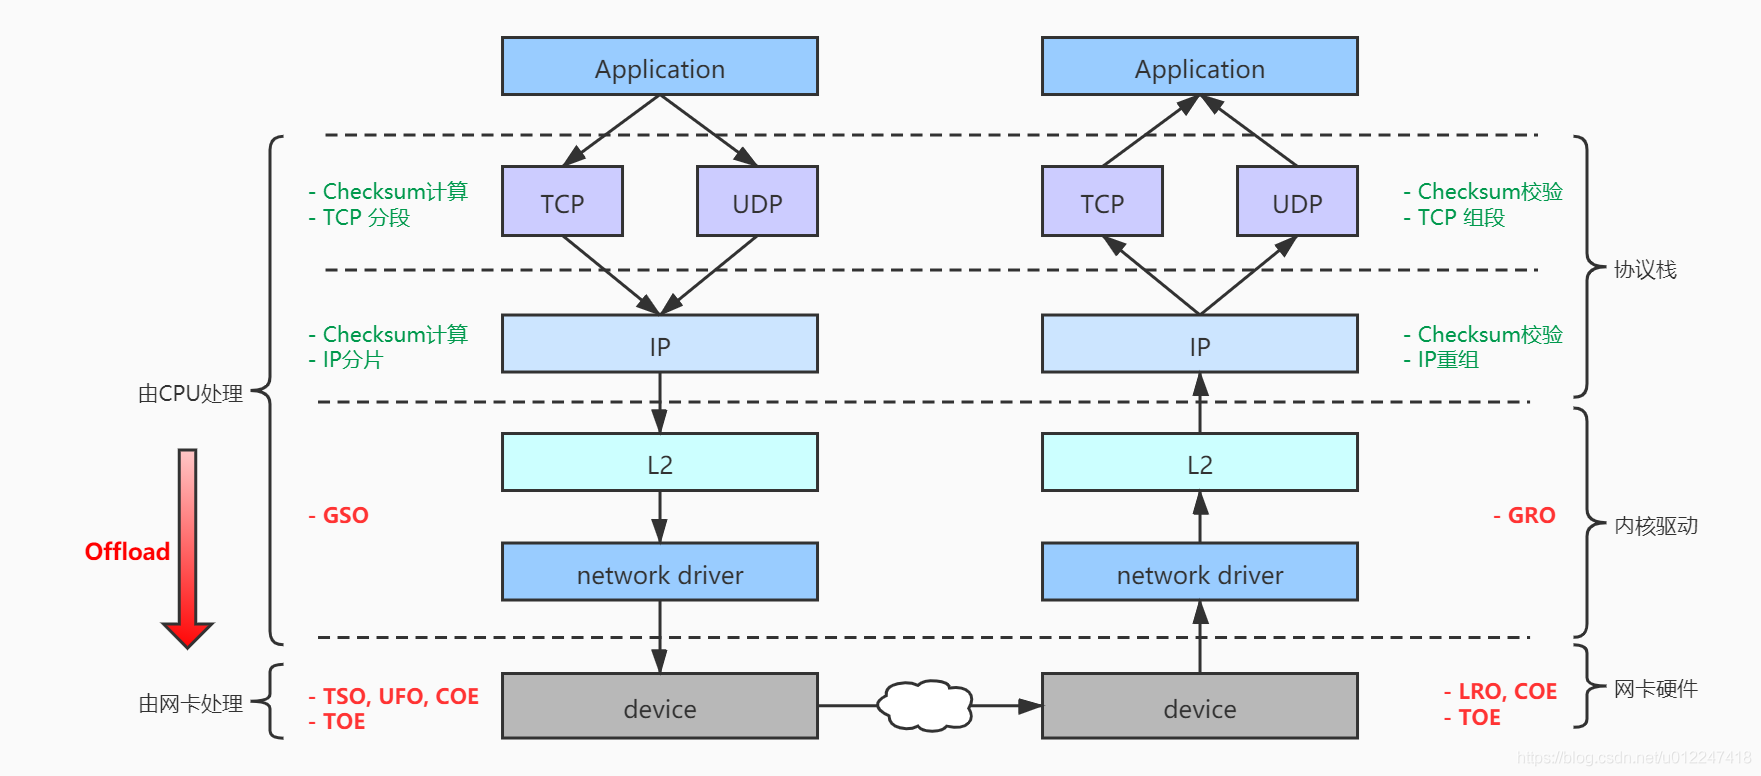 Application
Application
- Checksum计算
- TCP 分段
TCP
UDP
TCP
UDP
- Checksum校验
- TCP 组段
协议栈
- Checksum计算
- IP分片
IP
IP
- Checksum校验
- IP重组
由CPU处理
L2
L2
- GSO
- GRO
内核驱动
Offload
network driver
network driver
由网卡处理
- TSO, UFO, COE
- TOE
device
device
- LRO, COE
- TOE
网卡硬件
https://blog.csdn.net/u012247418